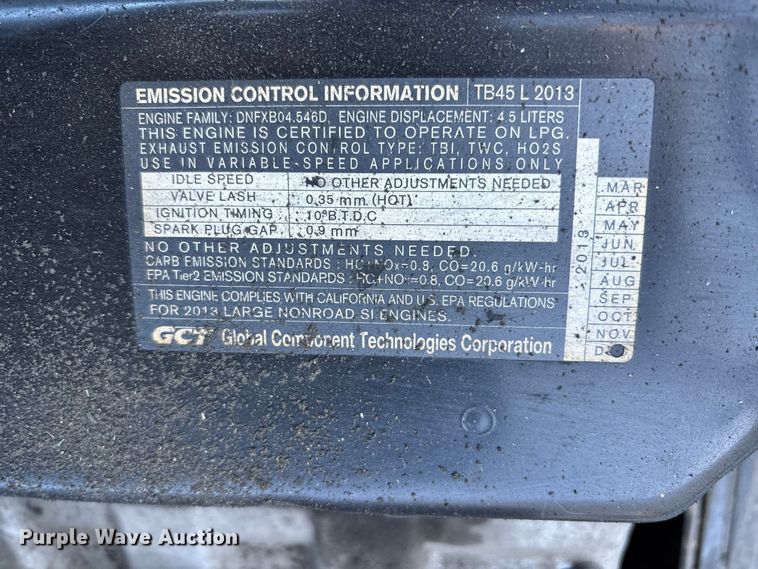 EMISSION CONTROL INFORMATION TB45 L 2013
ENGINE FAMILY: DNFXB04.546D, ENGINE DISPLACEMENT: 4.5 LITERS
THIS ENGINE IS CERTIFIED TO OPERATE ON LPG.
EXHAUST EMISSION CONTROL TYPE: TBI, TWC, HO2S
USE IN VARIABLE-SPEED APPLICATIONS ONLY
IDLE SPEED NO OTHER ADJUSTMENTS NEEDED
VALVE LASH 0.35 mm (HOT)
IGNITION TIMING 10° B.T.D.C
SPARK PLUG GAP 0.9 mm
NO OTHER ADJUSTMENTS NEEDED.
CARB EMISSION STANDARDS : HC+NOx=0.8, CO=20.6 g/kW-hr
EPA Tier2 EMISSION STANDARDS : HC+NOx=0.8, CO=20.6 g/kW-hr
THIS ENGINE COMPLIES WITH CALIFORNIA AND U.S. EPA REGULATIONS
FOR 2013 LARGE NONROAD SI ENGINES.
GCT Global Component Technologies Corporation
2013
MAR
APR
MAY
JUN
JUL
AUG
SEP
OCT
NOV
Purple Wave Auction